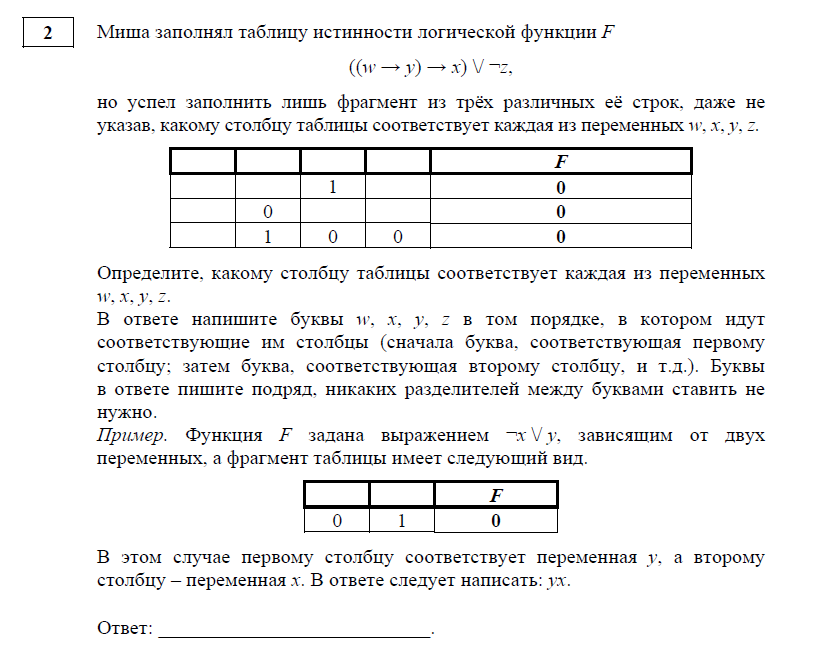 2
Миша заполнял таблицу истинности логической функции F
((w → y) → x) \/ ¬z,
но успел заполнить лишь фрагмент из трёх различных её строк, даже не
указав, какому столбцу таблицы соответствует каждая из переменных w, x, y, z.
F
1 0
0 0
1 0 0 0
Определите, какому столбцу таблицы соответствует каждая из переменных
w, x, y, z.
В ответе напишите буквы w, x, y, z в том порядке, в котором идут
соответствующие им столбцы (сначала буква, соответствующая первому
столбцу; затем буква, соответствующая второму столбцу, и т.д.). Буквы
в ответе пишите подряд, никаких разделителей между буквами ставить не
нужно.
Пример. Функция F задана выражением ¬x \/ y, зависящим от двух
переменных, а фрагмент таблицы имеет следующий вид.
F
0 1 0
В этом случае первому столбцу соответствует переменная y, а второму
столбцу – переменная x. В ответе следует написать: yx.
Ответ: ___________________________.